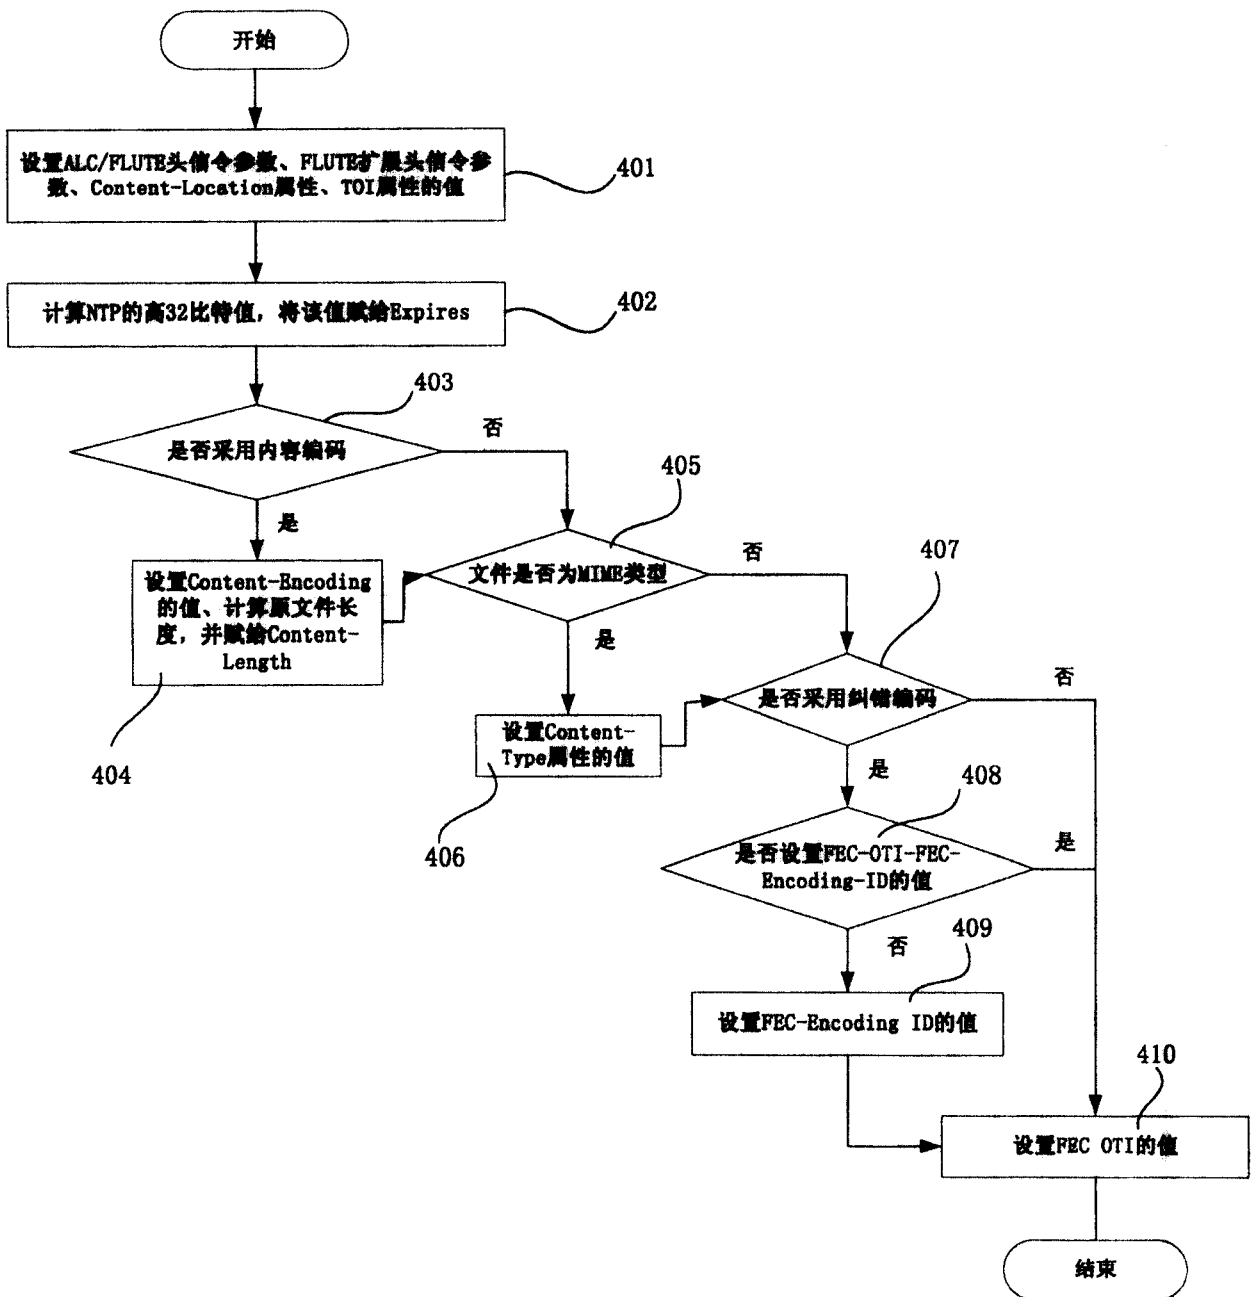 开始
设置ALC/FLUTE头信令参数、FLUTE扩展头信令参
数、Content-Location属性、TOI属性的值
401
计算NTP的高32比特值，将该值赋给Expires
402
403
是否采用内容编码
否
是
405
文件是否为MIME类型
否
407
设置Content-Encoding
的值、计算原文件长
度，并赋给Content-
Length
404
是
是否采用纠错编码
否
设置Content-
Type属性的值
406
是
408
是否设置FEC-OTI-FEC-
Encoding-ID的值
是
否
409
设置FEC-Encoding ID的值
410
设置FEC OTI的值
结束